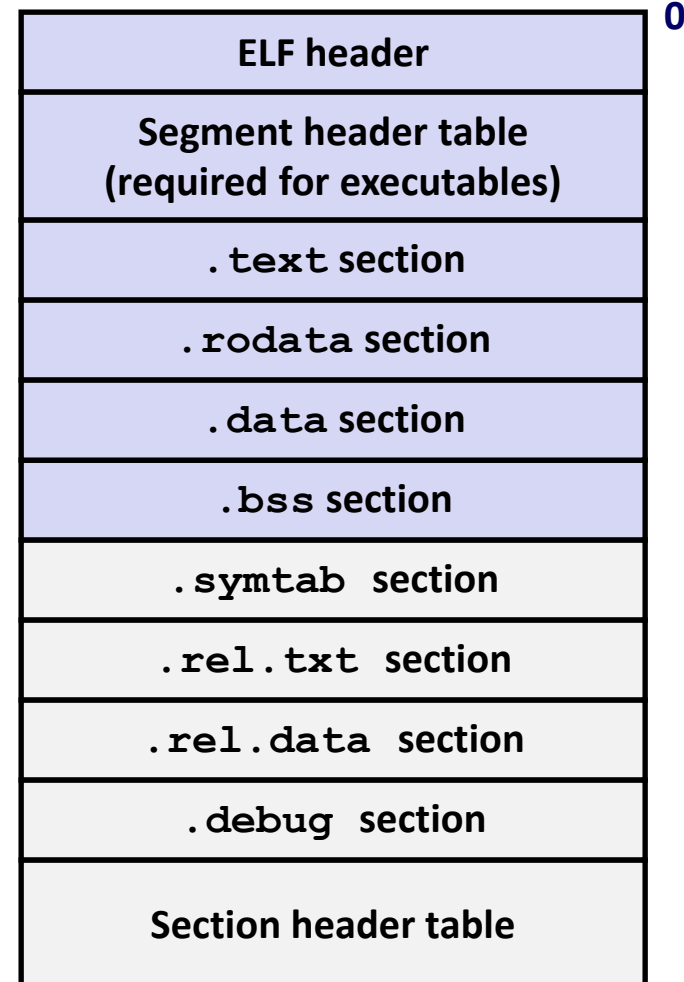 0
ELF header
Segment header table
(required for executables)
.text section
.rodata section
.data section
.bss section
.symtab section
.rel.txt section
.rel.data section
.debug section
Section header table